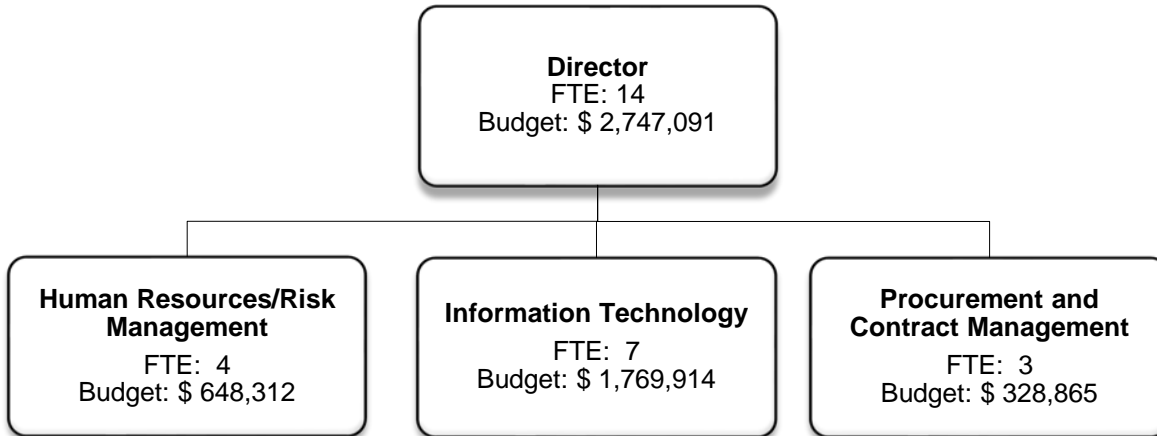 Director
FTE: 14
Budget: $ 2,747,091
Human Resources/Risk
Management
FTE:  4
Budget: $ 648,312
Information Technology
FTE:  7
Budget: $ 1,769,914
Procurement and
Contract Management
FTE:  3
Budget: $ 328,865